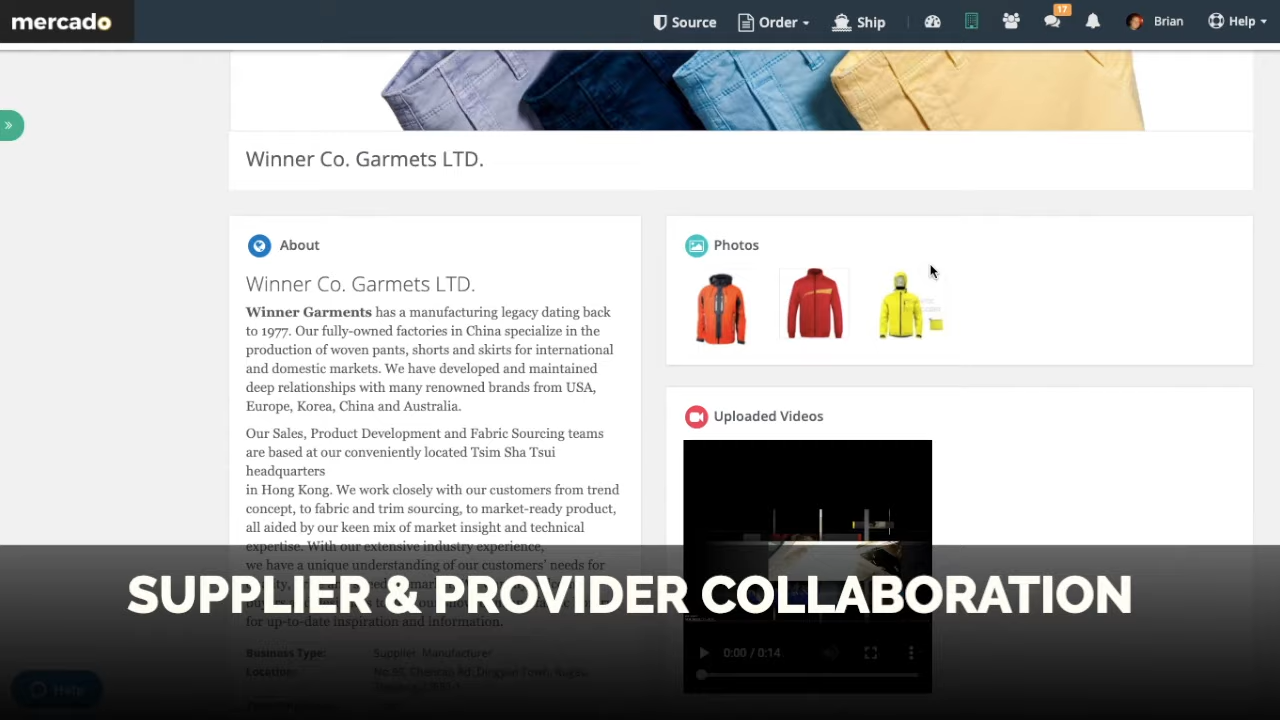 mercado
Source
Order
Ship
17
Brian
Help
Winner Co. Garmets LTD.
About
Winner Co. Garmets LTD.
Winner Garments has a manufacturing legacy dating back
to 1977. Our fully-owned factories in China specialize in the
production of woven pants, shorts and skirts for international
and domestic markets. We have developed and maintained
deep relationships with many renowned brands from USA,
Europe, Korea, China and Australia.
Our Sales, Product Development and Fabric Sourcing teams
are based at our conveniently located Tsim Sha Tsui
headquarters
in Hong Kong. We work closely with our customers from trend
concept, to fabric and trim sourcing, to market-ready product,
all aided by our keen mix of market insight and technical
expertise. With our extensive industry experience,
we have a unique understanding of our customers' needs for
for up-to-date inspiration and information.
Business Type: Supplier, Manufacturer
Location:
Photos
Uploaded Videos
0:00 / 0:14
SUPPLIER & PROVIDER COLLABORATION
Help